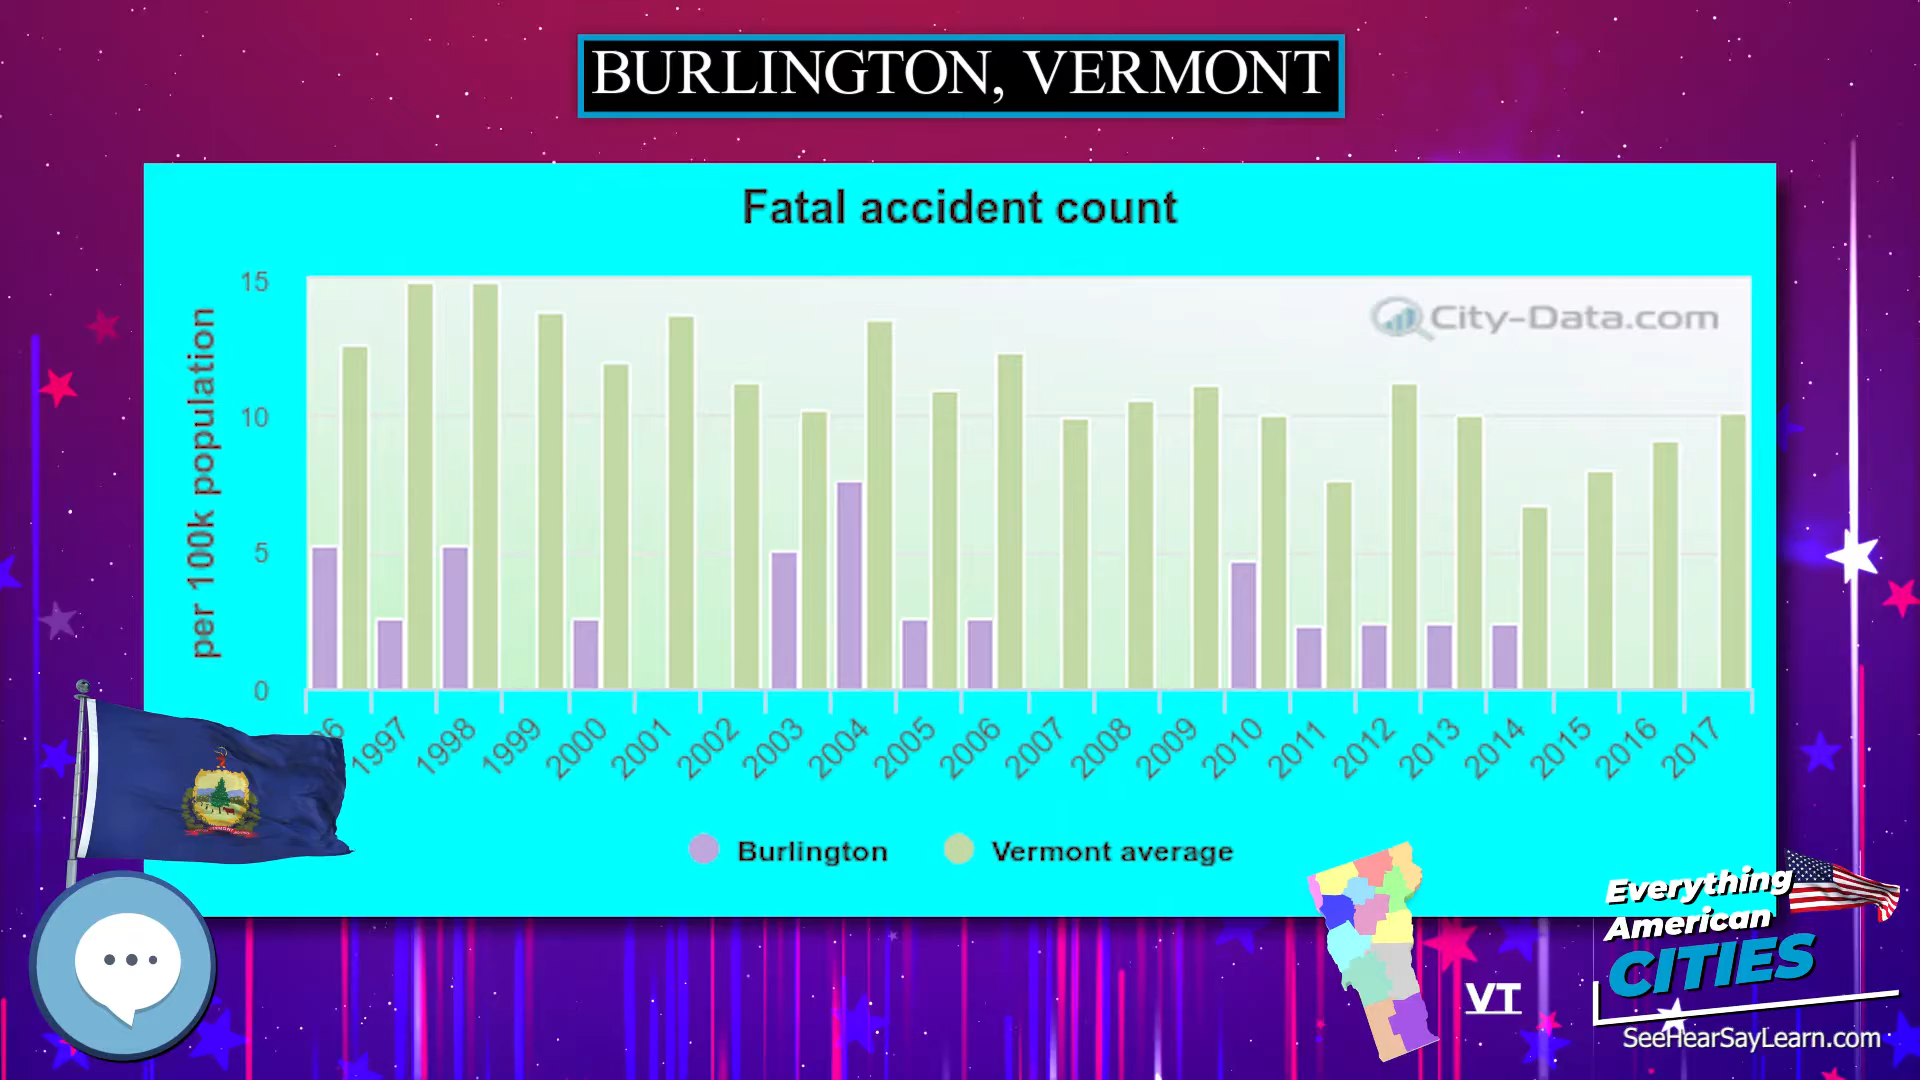 BURLINGTON, VERMONT
Fatal accident count
per 100k population
15
10
5
0
City-Data.com
1997
1998
1999
2000
2001
2002
2003
2004
2005
2006
2007
2008
2009
2010
2011
2012
2013
2014
2015
2016
2017
Burlington
Vermont average
VT
Everything
American
CITIES
SeeHearSayLearn.com